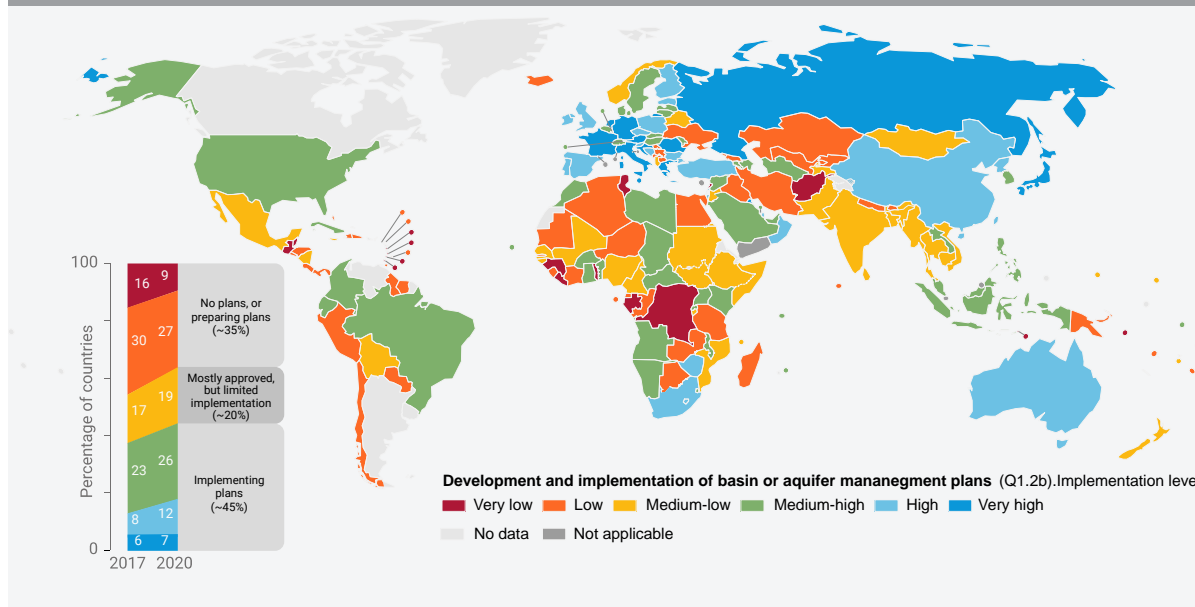 100
Percentage of countries
0
16 9
30 27
17 19
23 26
8 12
6 7
2017 2020
No plans, or
preparing plans
(~35%)
Mostly approved,
but limited
implementation
(~20%)
Implementing
plans
(~45%)
Development and implementation of basin or aquifer mananegment plans (Q1.2b).Implementation leve
Very low Low Medium-low Medium-high High Very high
No data Not applicable